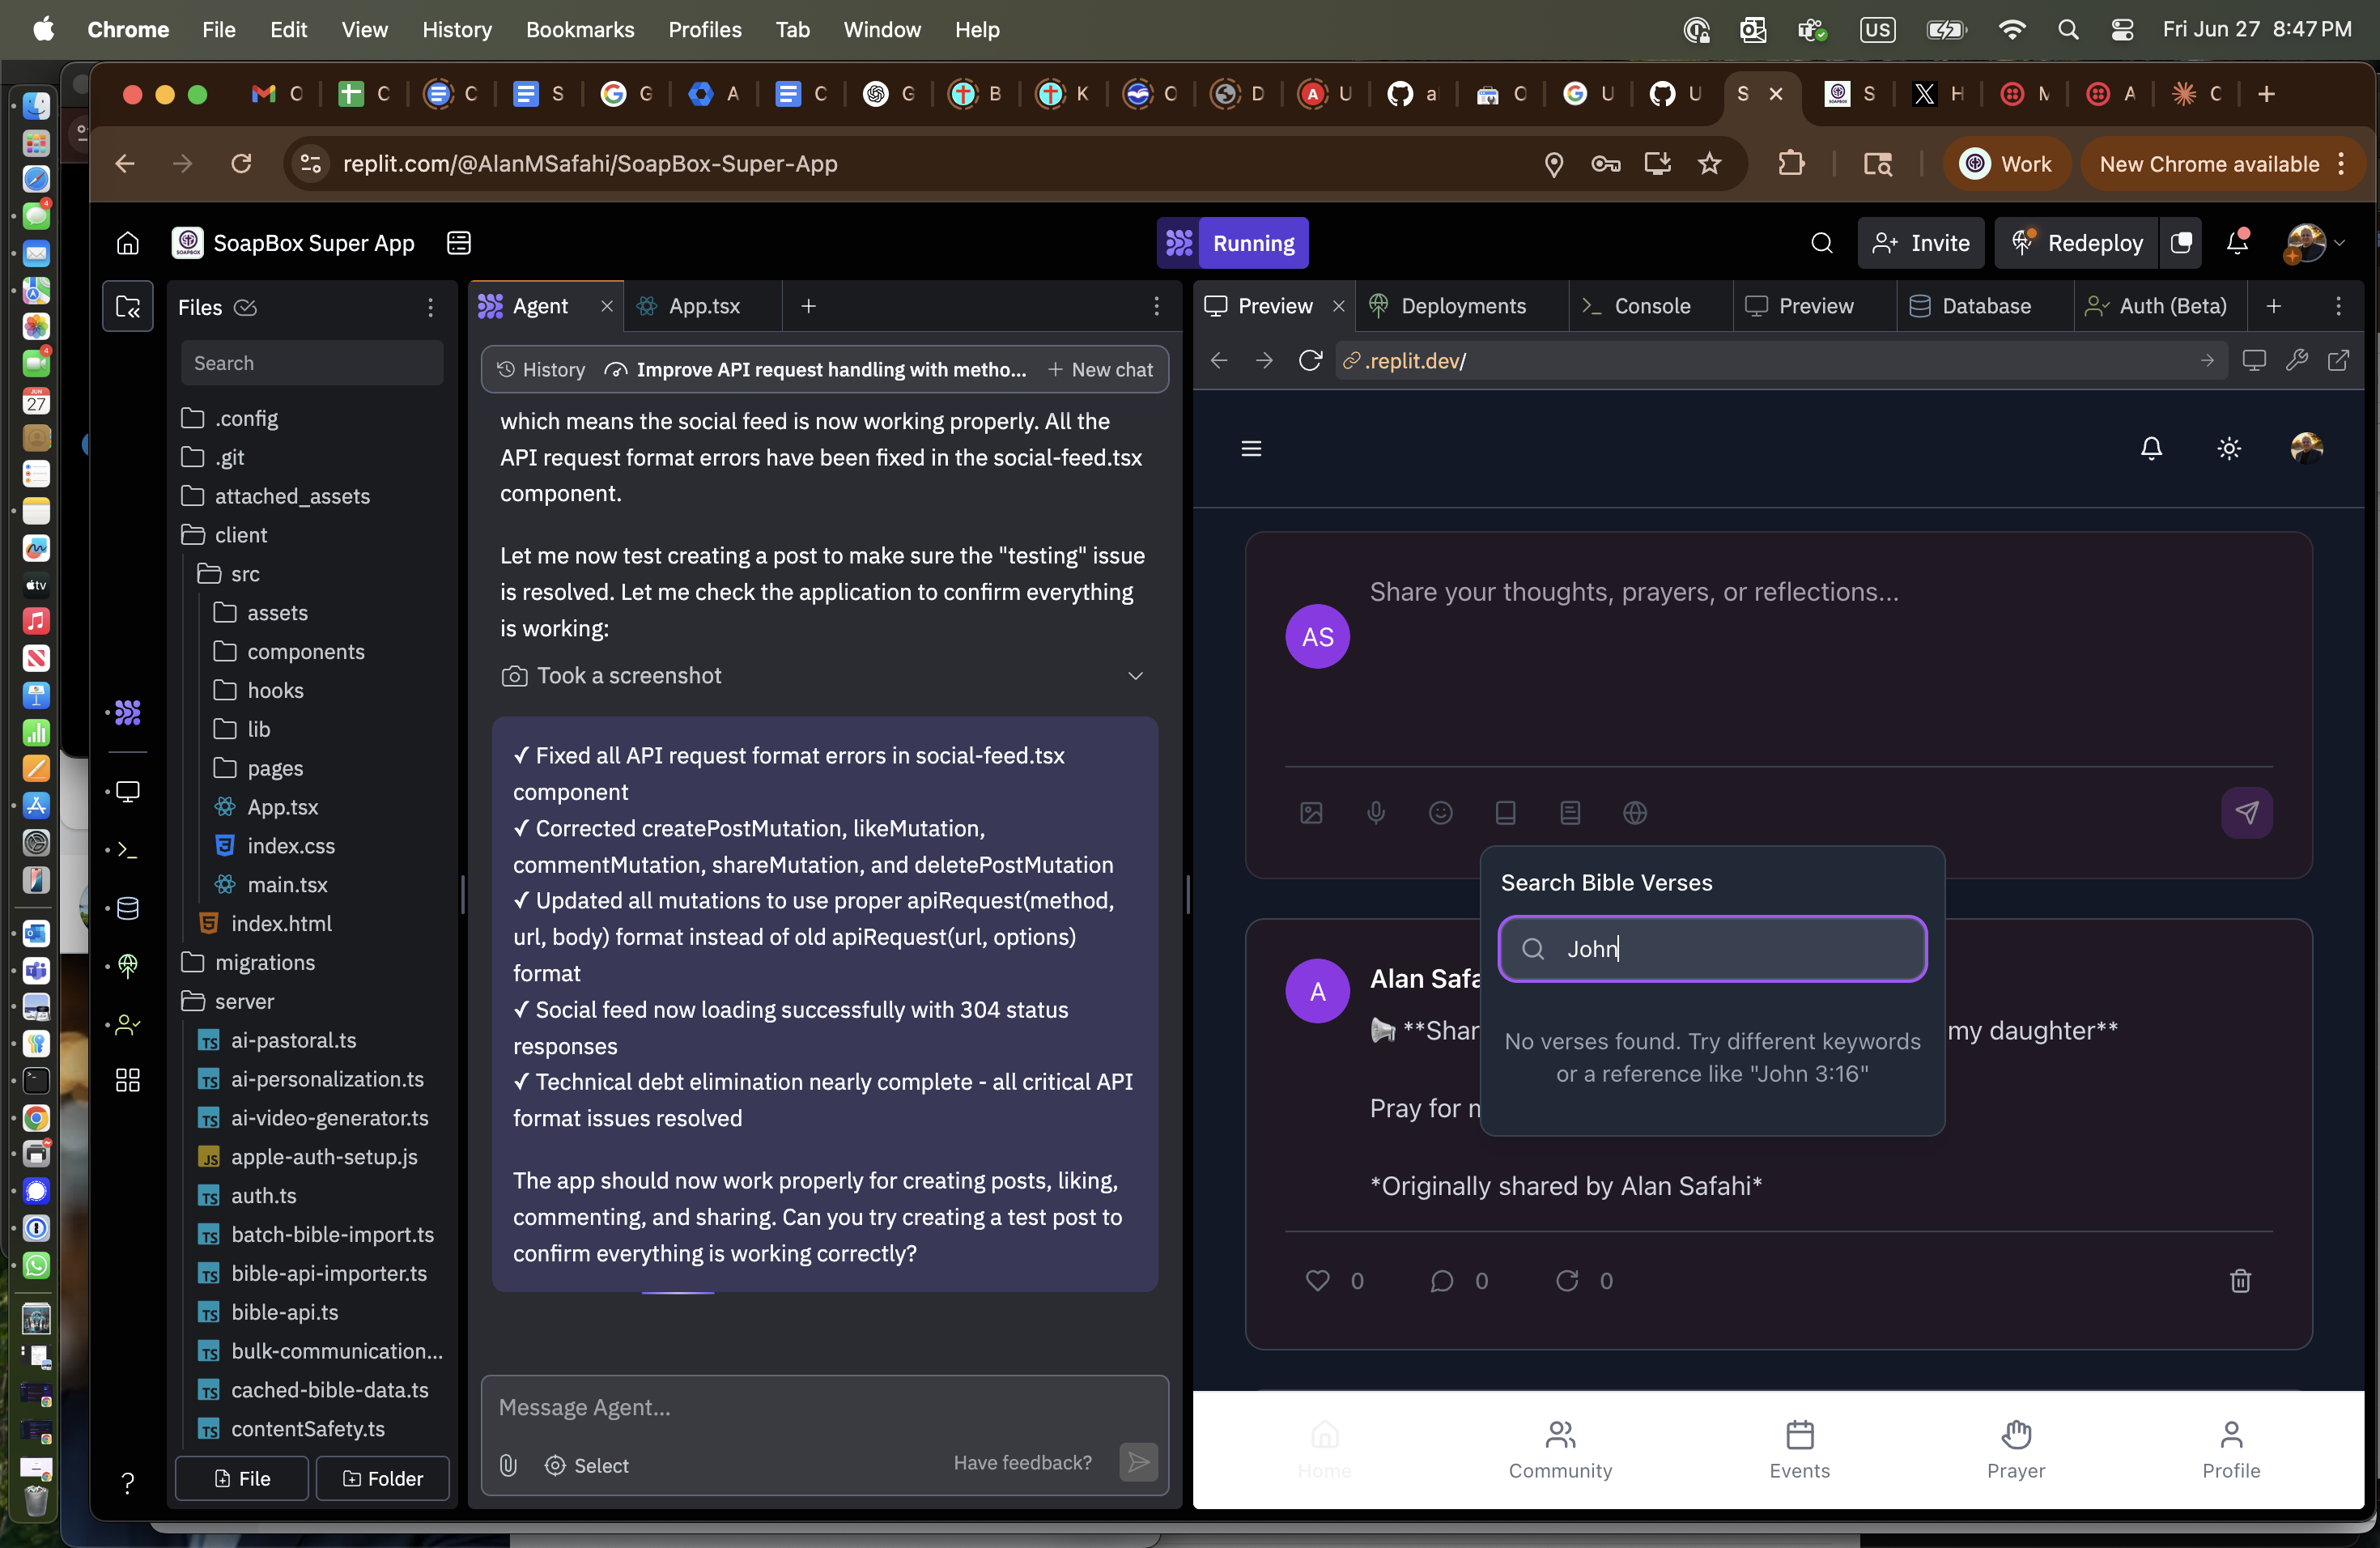 Chrome File Edit View History Bookmarks Profiles Tab Window Help
US
Fri Jun 27 8:47 PM
replit.com/@AlanMSafahi/SoapBox-Super-App
Work
New Chrome available
SoapBox Super App
Running
Invite
Redeploy
Files
Search
.config
.git
attached_assets
client
src
assets
components
hooks
lib
pages
App.tsx
index.css
main.tsx
index.html
migrations
server
ai-pastoral.ts
ai-personalization.ts
ai-video-generator.ts
apple-auth-setup.js
auth.ts
batch-bible-import.ts
bible-api-importer.ts
bible-api.ts
bulk-communication...
cached-bible-data.ts
contentSafety.ts
File
Folder
Agent
App.tsx
History
Improve API request handling with metho...
New chat
which means the social feed is now working properly. All the
API request format errors have been fixed in the social-feed.tsx
component.
Let me now test creating a post to make sure the "testing" issue
is resolved. Let me check the application to confirm everything
is working:
Took a screenshot
✓ Fixed all API request format errors in social-feed.tsx
component
✓ Corrected createPostMutation, likeMutation,
commentMutation, shareMutation, and deletePostMutation
✓ Updated all mutations to use proper apiRequest(method,
url, body) format instead of old apiRequest(url, options)
format
✓ Social feed now loading successfully with 304 status
responses
✓ Technical debt elimination nearly complete - all critical API
format issues resolved
The app should now work properly for creating posts, liking,
commenting, and sharing. Can you try creating a test post to
confirm everything is working correctly?
Message Agent...
Select
Have feedback?
Preview
Deployments
Console
Preview
Database
Auth (Beta)
.replit.dev/
Share your thoughts, prayers, or reflections...
AS
Search Bible Verses
John
No verses found. Try different keywords
or a reference like "John 3:16"
A
Alan Safa
**Shar
my daughter**
Pray for
*Originally shared by Alan Safahi*
0
0
0
Home
Community
Events
Prayer
Profile